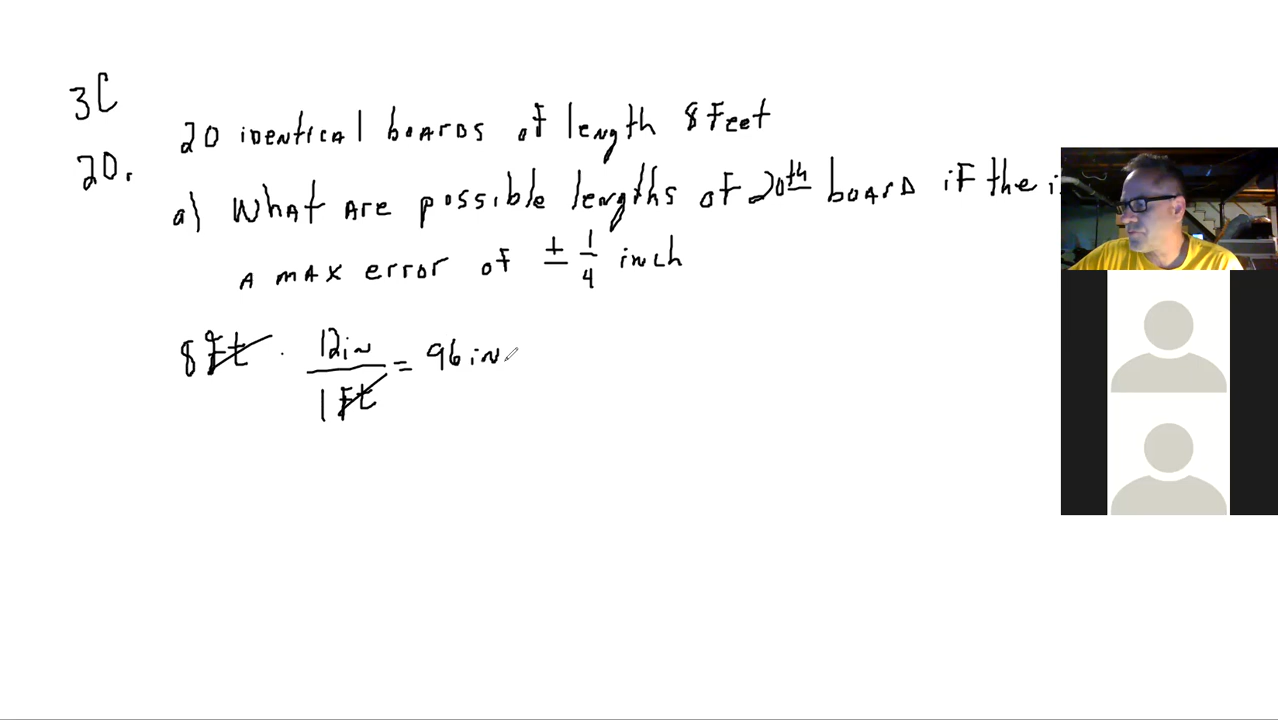 3C
20 identical boards of length 8 feet
20.
a) What are possible lengths of 20th board if the
a max error of ± 1/4 inch
8 ft · 12in/1 ft = 96 in